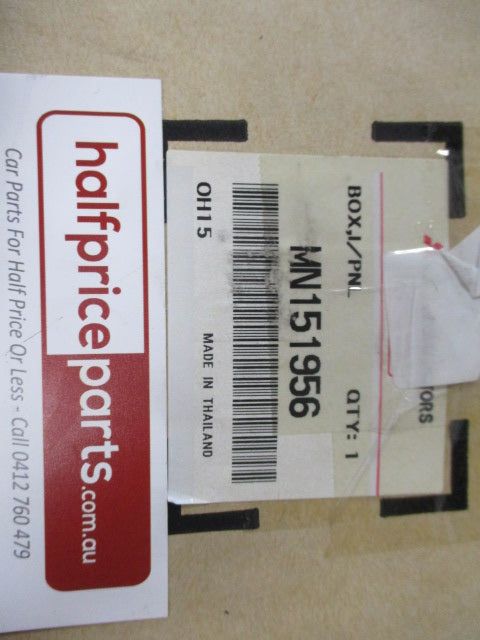 TORS
BOX,I/PNL QTY: 1
MN151956
OH15 MADE IN THAILAND
halfpriceparts.com.au
Car Parts For Half Price Or Less - Call 0412 760 479